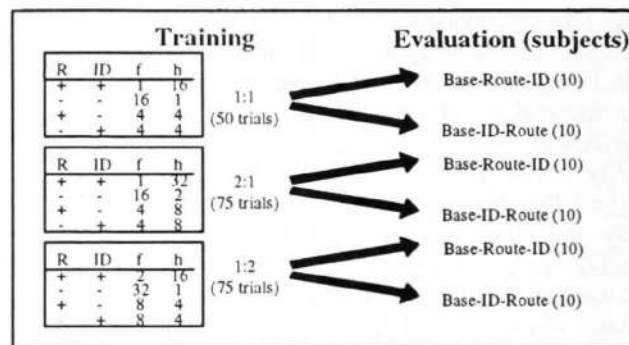 Training
Evaluation (subjects)
R ID f h
+ + 1 16
- - 16 1
+ - 4 4
- + 4 4
1:1
(50 trials)
Base-Route-ID (10)
Base-ID-Route (10)
R ID f h
+ + 1 32
- - 16 2
+ - 4 8
- + 4 8
2:1
(75 trials)
Base-Route-ID (10)
Base-ID-Route (10)
R ID f h
+ + 2 16
- - 32 1
+ - 8 4
- + 8 4
1:2
(75 trials)
Base-Route-ID (10)
Base-ID-Route (10)